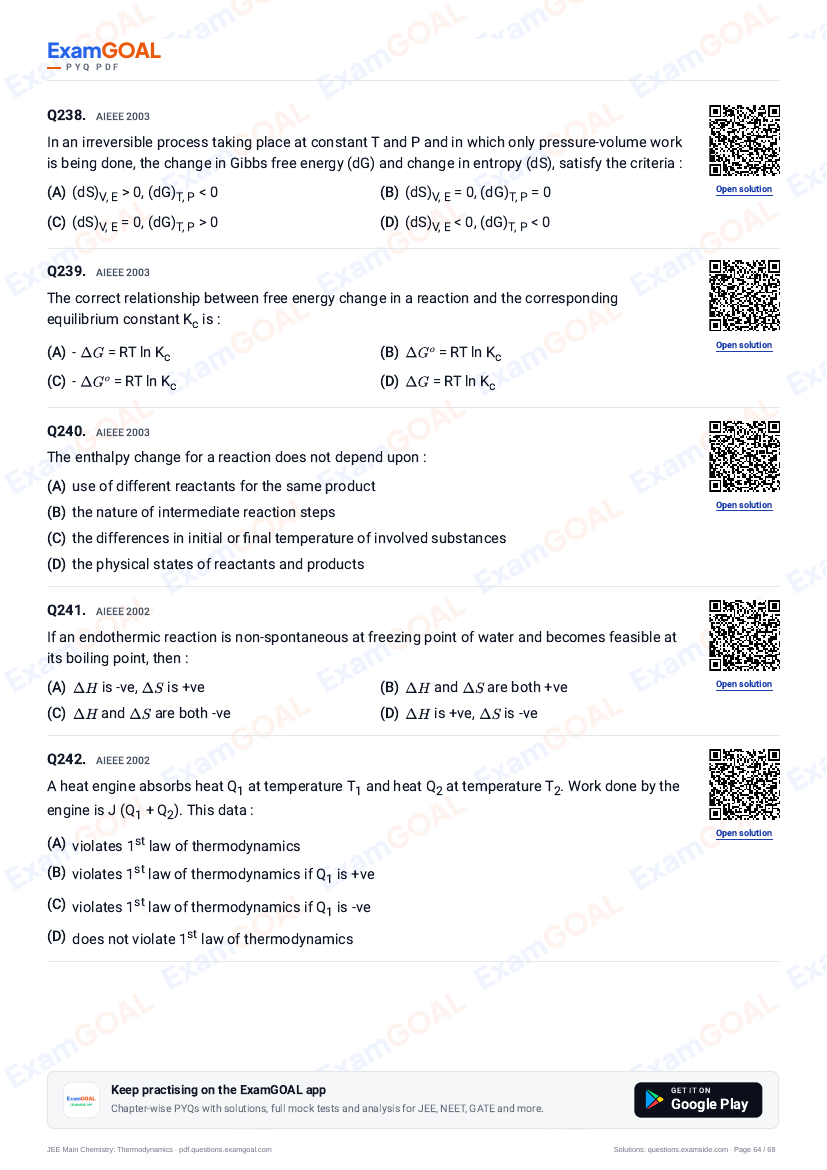 ExamGOAL
PYQ PDF
Q238. AIEEE 2003
In an irreversible process taking place at constant T and P and in which only pressure-volume work
is being done, the change in Gibbs free energy (dG) and change in entropy (dS), satisfy the criteria :
(A) (dS)V, E > 0, (dG)T, P < 0
(B) (dS)V, E = 0, (dG)T, P = 0
(C) (dS)V, E = 0, (dG)T, P > 0
(D) (dS)V, E < 0, (dG)T, P < 0
Open solution
Q239. AIEEE 2003
The correct relationship between free energy change in a reaction and the corresponding
equilibrium constant Kc is :
(A) - ΔG = RT ln Kc
(B) ΔG° = RT ln Kc
(C) - ΔG° = RT ln Kc
(D) ΔG = RT ln Kc
Open solution
Q240. AIEEE 2003
The enthalpy change for a reaction does not depend upon :
(A) use of different reactants for the same product
(B) the nature of intermediate reaction steps
(C) the differences in initial or final temperature of involved substances
(D) the physical states of reactants and products
Open solution
Q241. AIEEE 2002
If an endothermic reaction is non-spontaneous at freezing point of water and becomes feasible at
its boiling point, then :
(A) ΔH is -ve, ΔS is +ve
(B) ΔH and ΔS are both +ve
(C) ΔH and ΔS are both -ve
(D) ΔH is +ve, ΔS is -ve
Open solution
Q242. AIEEE 2002
A heat engine absorbs heat Q1 at temperature T1 and heat Q2 at temperature T2. Work done by the
engine is J (Q1 + Q2). This data :
(A) violates 1st law of thermodynamics
(B) violates 1st law of thermodynamics if Q1 is +ve
(C) violates 1st law of thermodynamics if Q1 is -ve
(D) does not violate 1st law of thermodynamics
Open solution
Keep practising on the ExamGOAL app
Chapter-wise PYQs with solutions, full mock tests and analysis for JEE, NEET, GATE and more.
GET IT ON
Google Play
JEE Main Chemistry: Thermodynamics · pdf.questions.examgoal.com
Solutions: questions.examside.com · Page 64 / 68